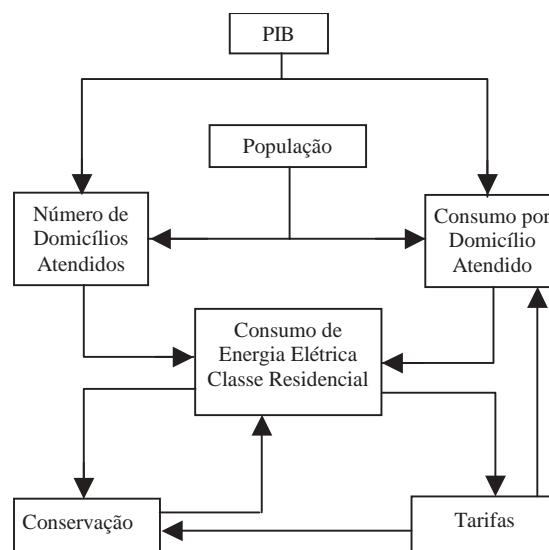 PIB
População
Número de
Domicílios
Atendidos
Consumo por
Domicílio
Atendido
Consumo de
Energia Elétrica
Classe Residencial
Conservação
Tarifas